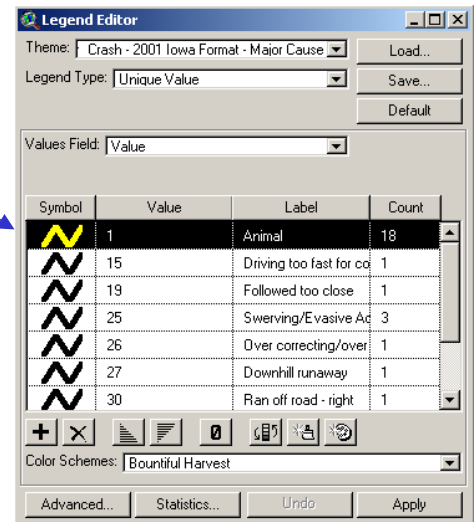 Legend Editor
Theme: Crash - 2001 Iowa Format - Major Cause
Load...
Legend Type: Unique Value
Save...
Default
Values Field: Value
Symbol Value Label Count
1 Animal 18
15 Driving too fast for co 1
19 Followed too close 1
25 Swerving/Evasive Ac 3
26 Over correcting/over 1
27 Downhill runaway 1
30 Ran off road - right 1
0
Color Schemes: Bountiful Harvest
Advanced... Statistics... Undo Apply